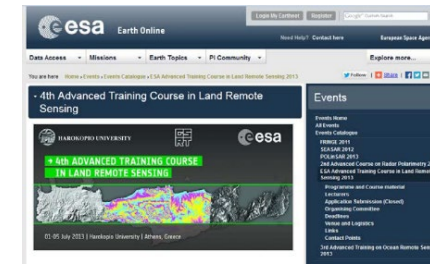 esa
Earth Online
Login My Earthnet
Register
Need Help? Contact here
European Space Agen
Data Access
Missions
Earth Topics
PI Community
Explore more...
You are here Home » Events » Events Catalogue » ESA Advanced Training Course in Land Remote Sensing 2013
Follow
- 4th Advanced Training Course in Land Remote
Sensing
HAROKOPIO UNIVERSITY
esa
→ 4th ADVANCED TRAINING COURSE
IN LAND REMOTE SENSING
01-05 July 2013 | Harokopio University | Athens, Greece
Events
Events Home
All Events
Events Catalogue
FRINGE 2011
SEASAR 2012
POLinSAR 2013
2nd Advanced Course on Radar Polarimetry 2
ESA Advanced Training Course in Land Remote
Sensing 2013
Programme and Course material
Lecturers
Application Submission (Closed)
Organising Committee
Deadlines
Venue and Logistics
Links
Contact Points
3rd Advanced Training on Ocean Remote Sen
2013